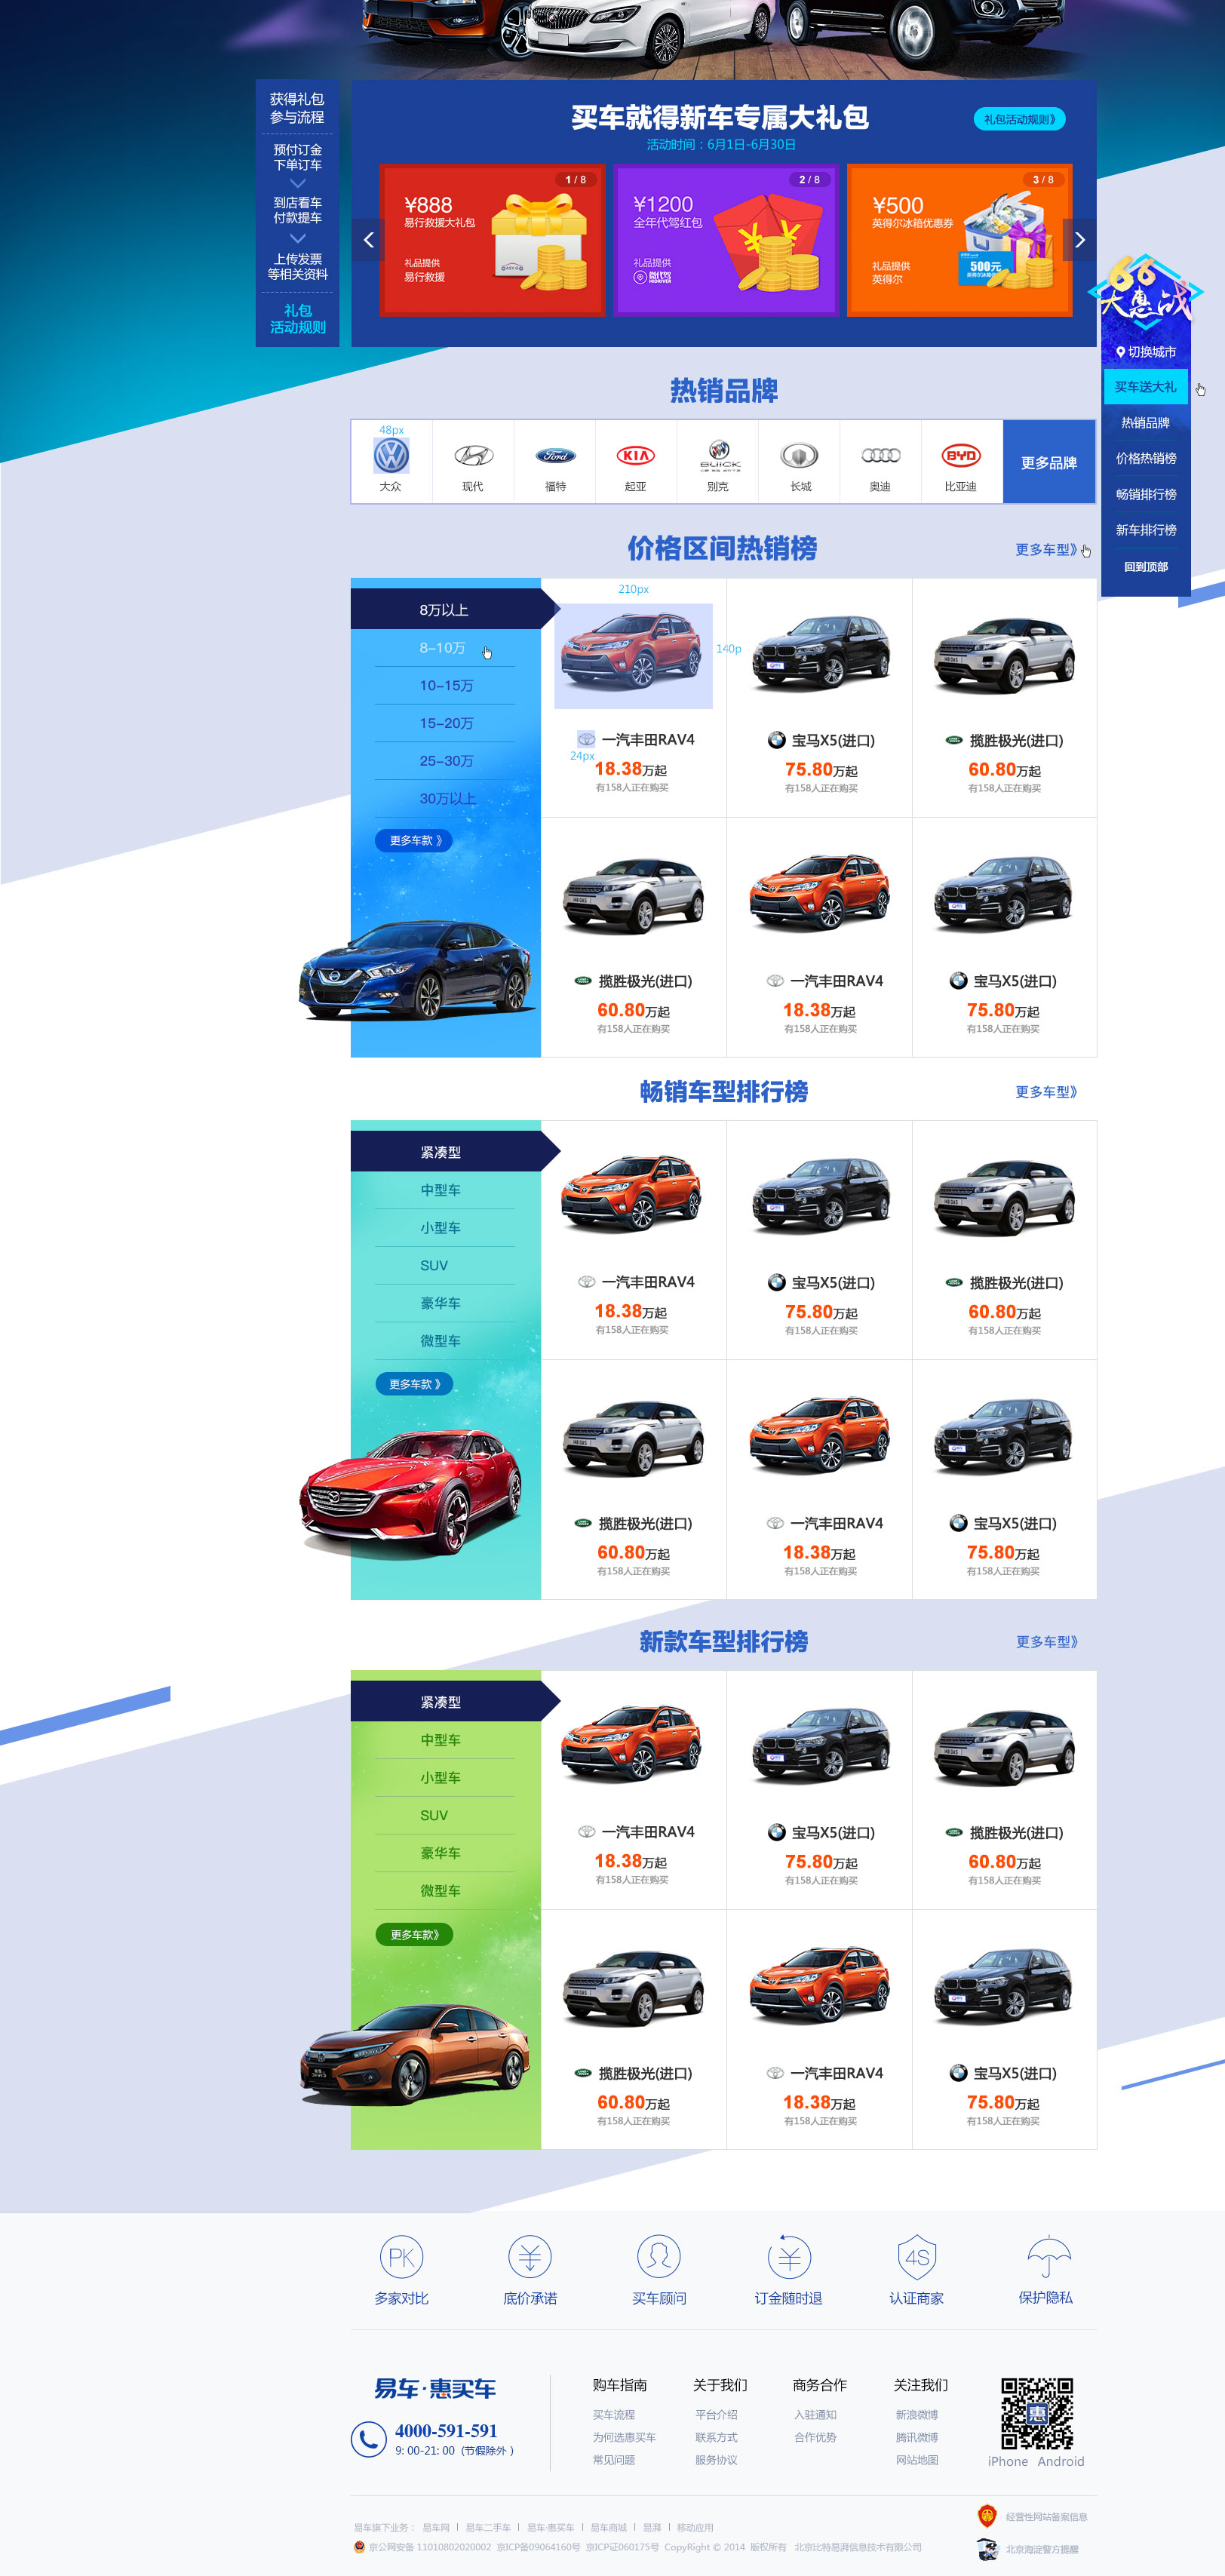 获得礼包
参与流程
预付订金
下单订车
到店看车
付款提车
上传发票
等相关资料
礼包
活动规则
买车就得新车专属大礼包
礼包活动规则》
活动时间：6月1日-6月30日
1 / 8
¥888
易行救援大礼包
礼品提供
易行救援
2 / 8
¥1200
全年代驾红包
礼品提供
3 / 8
¥500
英得尔冰箱优惠券
礼品提供
英得尔
500元
66
大惠战
切换城市
买车送大礼
热销品牌
价格热销榜
畅销排行榜
新车排行榜
回到顶部
热销品牌
48px
大众
现代
Ford
福特
KIA
起亚
BUICK
别克
长城
奥迪
BYD
比亚迪
更多品牌
价格区间热销榜
更多车型》
8万以上
8-10万
10-15万
15-20万
25-30万
30万以上
更多车款 》
210px
140p
24px
一汽丰田RAV4
18.38万起
有158人正在购买
宝马X5(进口)
75.80万起
有158人正在购买
揽胜极光(进口)
60.80万起
有158人正在购买
揽胜极光(进口)
60.80万起
有158人正在购买
一汽丰田RAV4
18.38万起
有158人正在购买
宝马X5(进口)
75.80万起
有158人正在购买
畅销车型排行榜
更多车型》
紧凑型
中型车
小型车
SUV
豪华车
微型车
更多车款 》
一汽丰田RAV4
18.38万起
有158人正在购买
宝马X5(进口)
75.80万起
有158人正在购买
揽胜极光(进口)
60.80万起
有158人正在购买
揽胜极光(进口)
60.80万起
有158人正在购买
一汽丰田RAV4
18.38万起
有158人正在购买
宝马X5(进口)
75.80万起
有158人正在购买
新款车型排行榜
更多车型》
紧凑型
中型车
小型车
SUV
豪华车
微型车
更多车款》
一汽丰田RAV4
18.38万起
有158人正在购买
宝马X5(进口)
75.80万起
有158人正在购买
揽胜极光(进口)
60.80万起
有158人正在购买
揽胜极光(进口)
60.80万起
有158人正在购买
一汽丰田RAV4
18.38万起
有158人正在购买
宝马X5(进口)
75.80万起
有158人正在购买
PK
多家对比
底价承诺
买车顾问
订金随时退
4S
认证商家
保护隐私
易车·惠买车
4000-591-591
9: 00-21: 00 (节假除外 )
购车指南
买车流程
为何选惠买车
常见问题
关于我们
平台介绍
联系方式
服务协议
商务合作
入驻通知
合作优势
关注我们
新浪微博
腾讯微博
网站地图
惠
iPhone Android
易车旗下业务： 易车网 | 易车二手车 | 易车·惠买车 | 易车商城 | 易湃 | 移动应用
京公网安备 11010802020002 京ICP备09064160号 京ICP证060175号 CopyRight © 2014 版权所有 北京比特易湃信息技术有限公司
经营性网站备案信息
北京海淀警方提醒